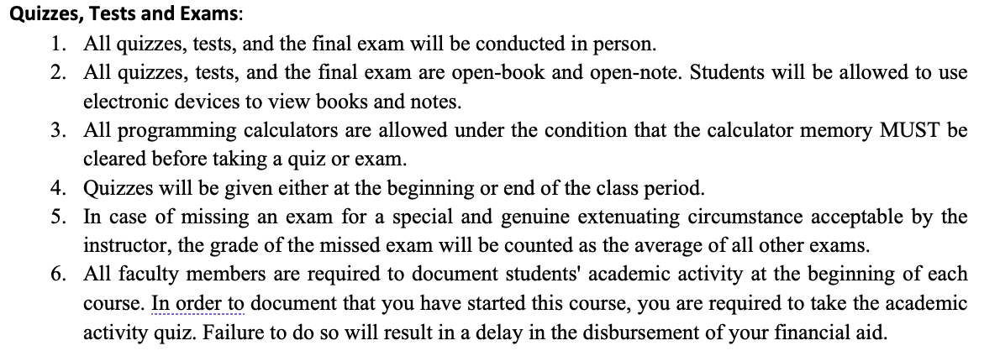 Quizzes, Tests and Exams:
1. All quizzes, tests, and the final exam will be conducted in person.
2. All quizzes, tests, and the final exam are open-book and open-note. Students will be allowed to use
electronic devices to view books and notes.
3. All programming calculators are allowed under the condition that the calculator memory MUST be
cleared before taking a quiz or exam.
4. Quizzes will be given either at the beginning or end of the class period.
5. In case of missing an exam for a special and genuine extenuating circumstance acceptable by the
instructor, the grade of the missed exam will be counted as the average of all other exams.
6. All faculty members are required to document students' academic activity at the beginning of each
course. In order to document that you have started this course, you are required to take the academic
activity quiz. Failure to do so will result in a delay in the disbursement of your financial aid.